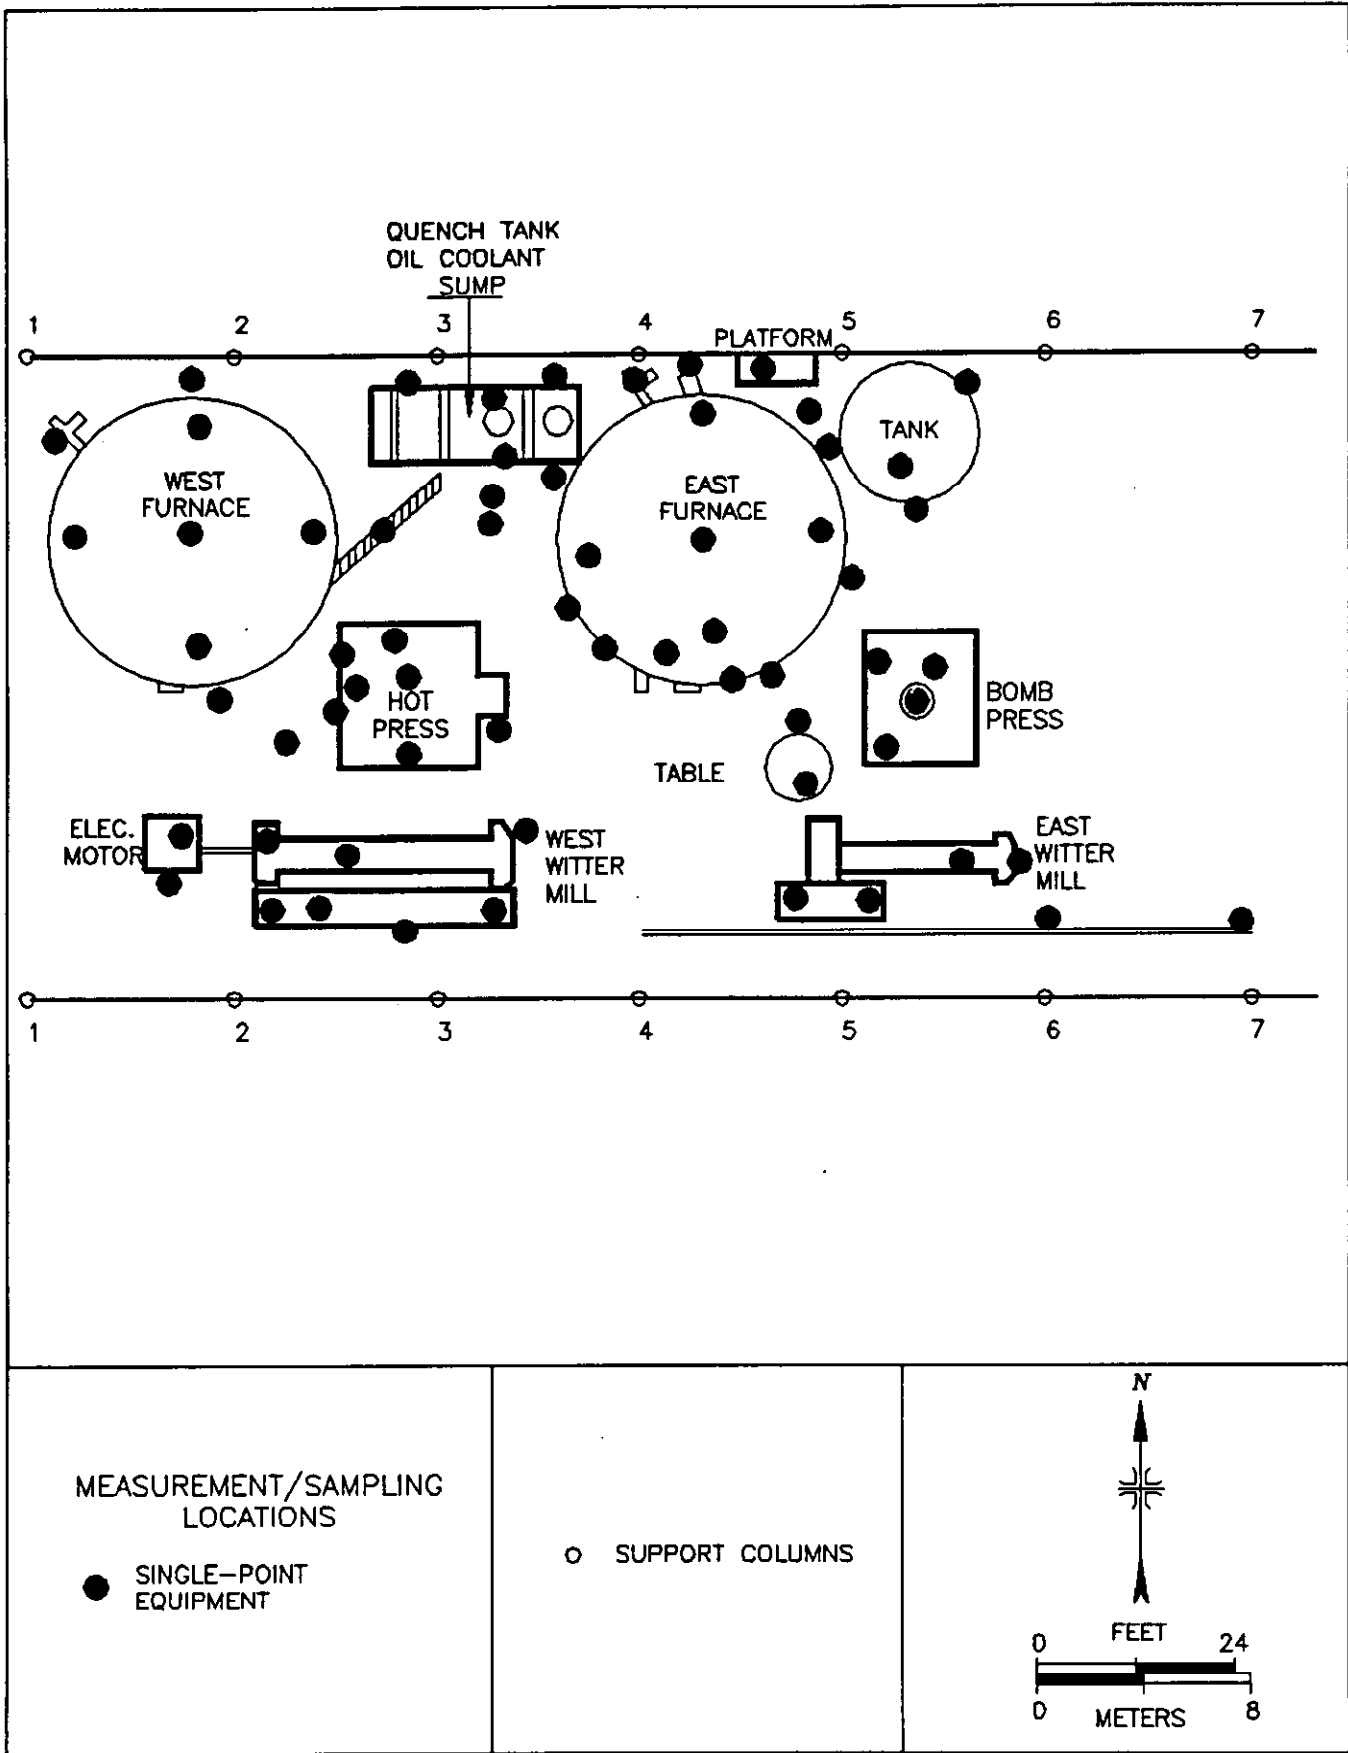 QUENCH TANK
OIL COOLANT
SUMP
1 2 3 4 5 6 7
PLATFORM
TANK
WEST
FURNACE
EAST
FURNACE
HOT
PRESS
BOMB
PRESS
TABLE
ELEC.
MOTOR
WEST
WITTER
MILL
EAST
WITTER
MILL
1 2 3 4 5 6 7
MEASUREMENT/SAMPLING
LOCATIONS
SINGLE-POINT
EQUIPMENT
SUPPORT COLUMNS
N
FEET
0 24
0 8
METERS